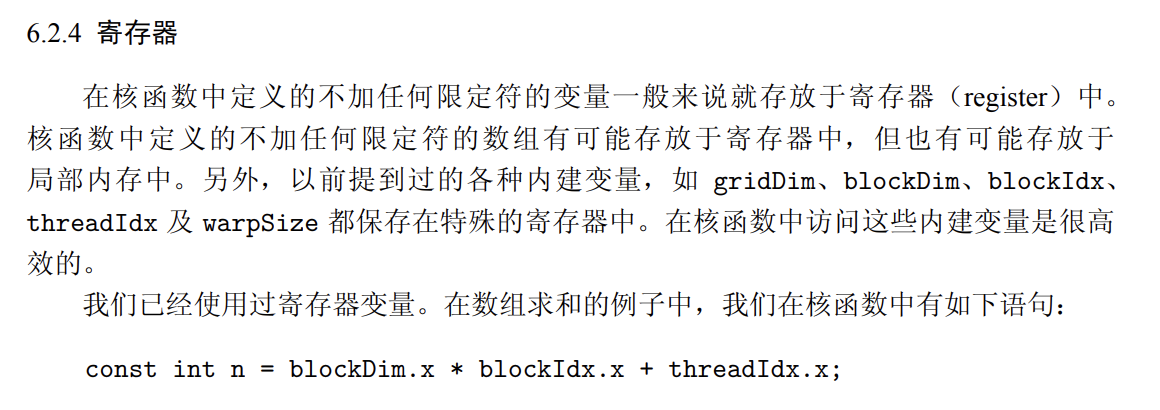 6.2.4 寄存器
在核函数中定义的不加任何限定符的变量一般来说就存放于寄存器（register）中。
核函数中定义的不加任何限定符的数组有可能存放于寄存器中，但也有可能存放于
局部内存中。另外，以前提到过的各种内建变量，如 gridDim、blockDim、blockIdx、
threadIdx 及 warpSize 都保存在特殊的寄存器中。在核函数中访问这些内建变量是很高
效的。
我们已经使用过寄存器变量。在数组求和的例子中，我们在核函数中有如下语句：
const int n = blockDim.x * blockIdx.x + threadIdx.x;